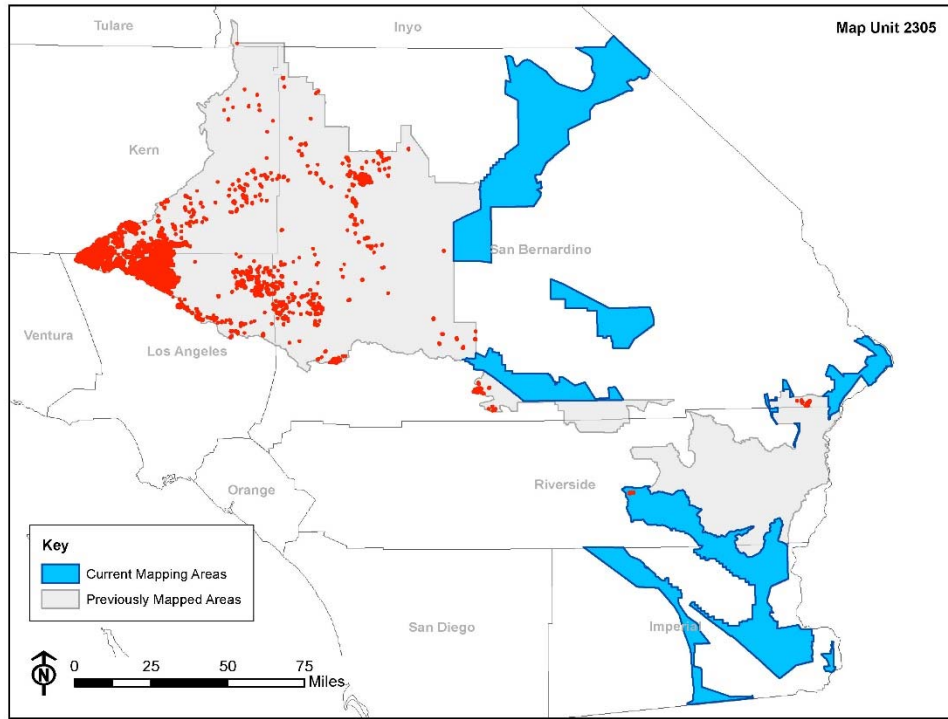 Tulare
Inyo
Map Unit 2305
Kern
San Bernardino
Ventura
Los Angeles
Orange
Riverside
Key
Current Mapping Areas
Previously Mapped Areas
San Diego
Imperial
N
0 25 50 75
Miles